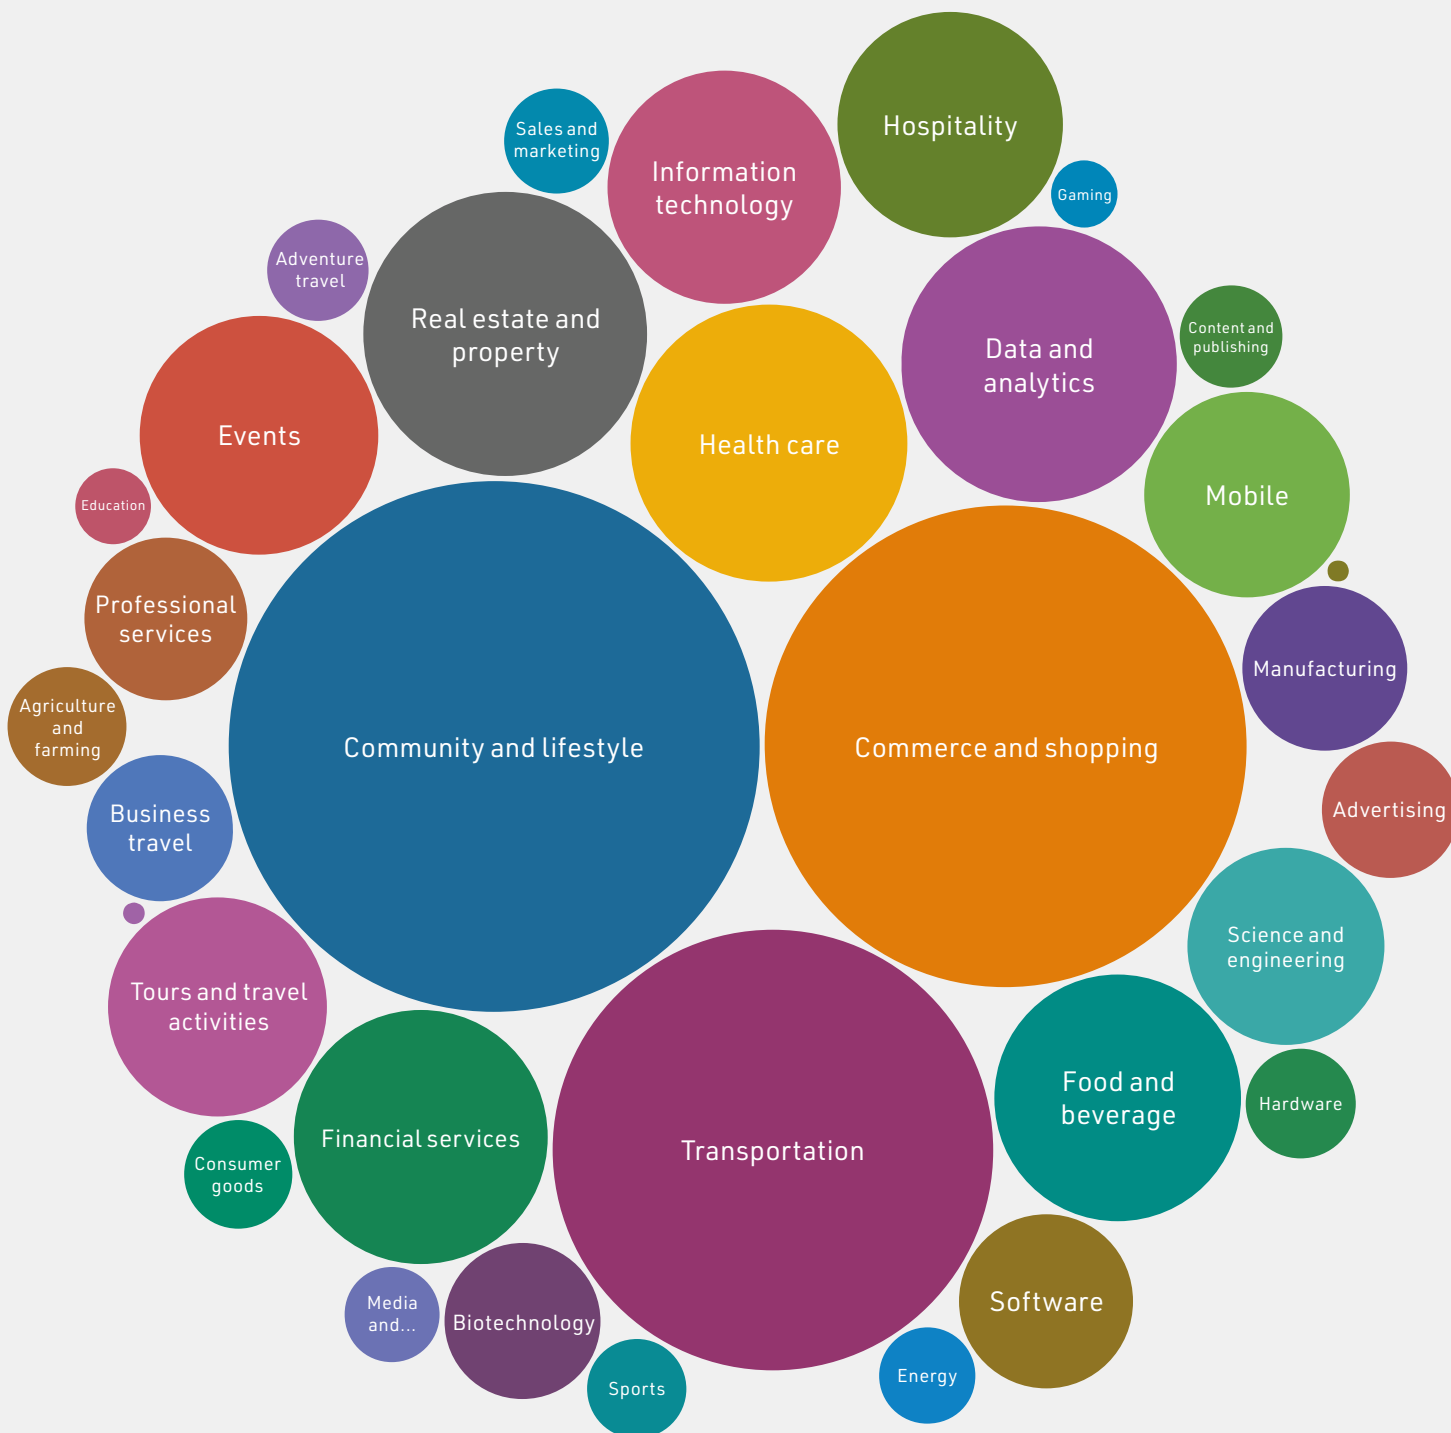 Hospitality
Sales and
marketing
Information
technology
Gaming
Adventure
travel
Real estate and
property
Content and
publishing
Data and
analytics
Events
Health care
Mobile
Education
Professional
services
Manufacturing
Agriculture
and
farming
Community and lifestyle
Commerce and shopping
Business
travel
Advertising
Science and
engineering
Tours and travel
activities
Food and
beverage
Hardware
Financial services
Transportation
Consumer
goods
Software
Media
and...
Biotechnology
Energy
Sports